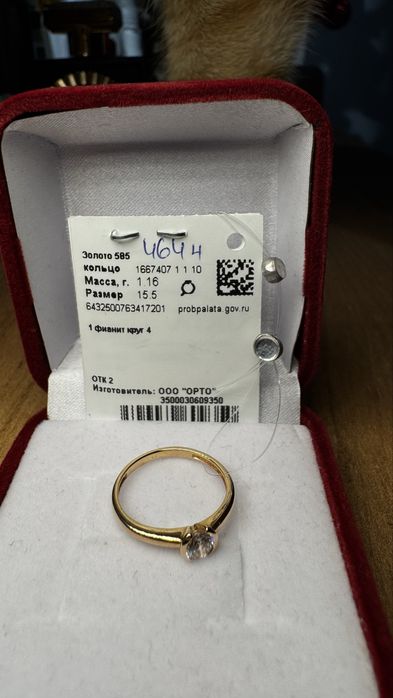 464н
Золото 585
кольцо 1667407 1 1 10
Масса, г. 1.16
Размер 15.5
6432500763417201 probpalata.gov.ru
1 фианит круг 4
ОТК 2
Изготовитель: ООО "ОРТО"
3500030609350